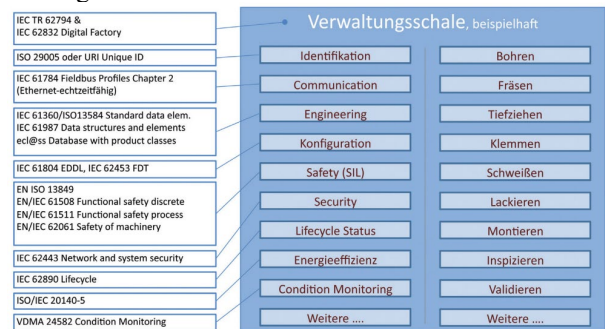 IEC TR 62794 &
IEC 62832 Digital Factory
ISO 29005 oder URI Unique ID
IEC 61784 Fieldbus Profiles Chapter 2
(Ethernet-echtzeitfähig)
IEC 61360/ISO13584 Standard data elem.
IEC 61987 Data structures and elements
ecl@ss Database with product classes
IEC 61804 EDDL, IEC 62453 FDT
EN ISO 13849
EN/IEC 61508 Functional safety discrete
EN/IEC 61511 Functional safety process
EN/IEC 62061 Safety of machinery
IEC 62443 Network and system security
IEC 62890 Lifecycle
ISO/IEC 20140-5
VDMA 24582 Condition Monitoring
Verwaltungsschale, beispielhaft
Identifikation
Communication
Engineering
Konfiguration
Safety (SIL)
Security
Lifecycle Status
Energieeffizienz
Condition Monitoring
Weitere ....
Bohren
Fräsen
Tiefziehen
Klemmen
Schweißen
Lackieren
Montieren
Inspizieren
Validieren
Weitere ....